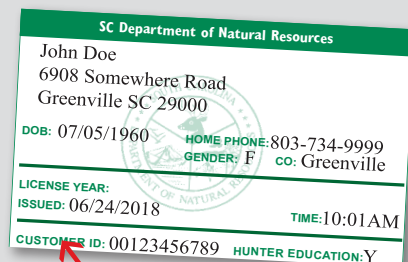 SC Department of Natural Resources
John Doe
6908 Somewhere Road
Greenville SC 29000
DOB: 07/05/1960 HOME PHONE:803-734-9999
GENDER: F CO: Greenville
LICENSE YEAR:
ISSUED: 06/24/2018 TIME:10:01AM
CUSTOMER ID: 00123456789 HUNTER EDUCATION:Y